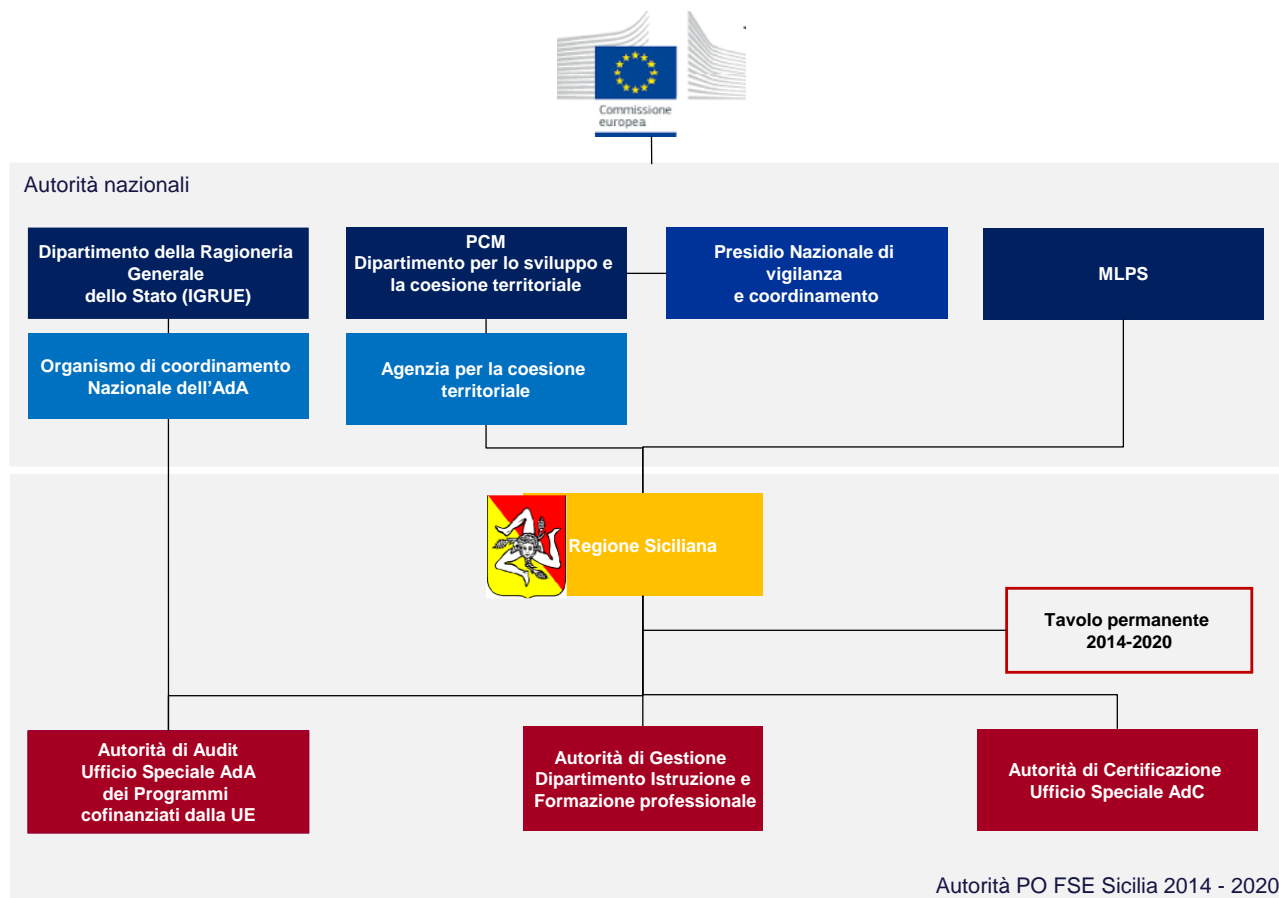 Commissione
europea
Autorità nazionali
Dipartimento della Ragioneria
Generale
dello Stato (IGRUE)
PCM
Dipartimento per lo sviluppo e
la coesione territoriale
Presidio Nazionale di
vigilanza
e coordinamento
MLPS
Organismo di coordinamento
Nazionale dell’AdA
Agenzia per la coesione
territoriale
Regione Siciliana
Tavolo permanente
2014-2020
Autorità di Audit
Ufficio Speciale AdA
dei Programmi
cofinanziati dalla UE
Autorità di Gestione
Dipartimento Istruzione e
Formazione professionale
Autorità di Certificazione
Ufficio Speciale AdC
Autorità PO FSE Sicilia 2014 - 2020